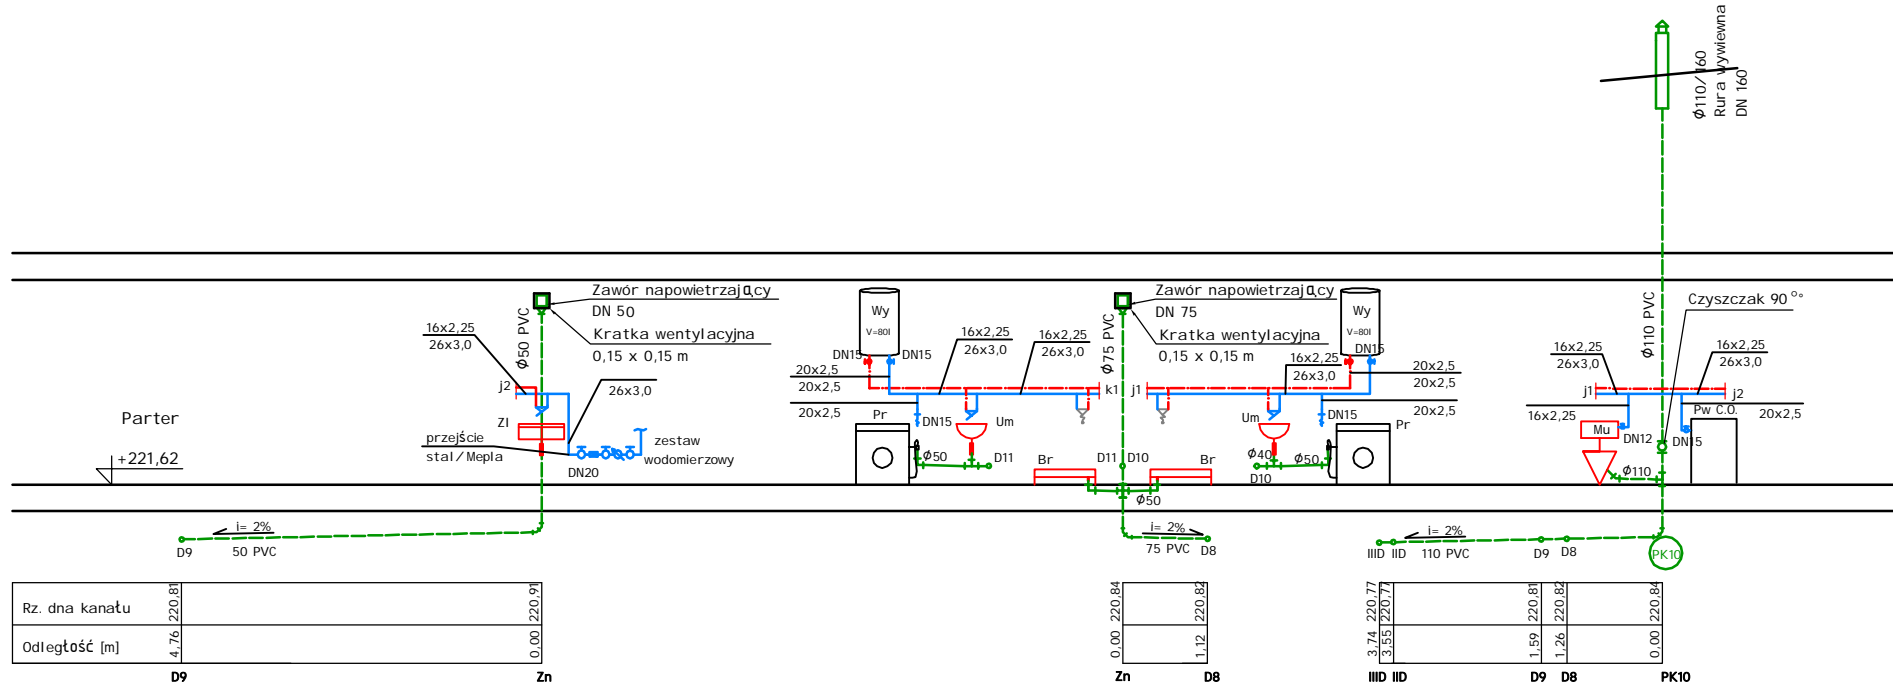 Φ110/160
Rura wywiewna
DN 160
Zawór napowietrzający
DN 50
Kratka wentylacyjna
0,15 x 0,15 m
Φ50 PVC
16x2,25
26x3,0
j2
26x3,0
Zl
przejście
stal/Mepla
DN20
zestaw
wodomierzowy
Parter
+221,62
Wy
V=80l
DN15
DN15
16x2,25
26x3,0
16x2,25
26x3,0
20x2,5
20x2,5
20x2,5
k1
Pr
DN15
Um
Φ50
D11
Zawór napowietrzający
DN 75
Kratka wentylacyjna
0,15 x 0,15 m
Φ75 PVC
Wy
V=80l
DN15
16x2,25
26x3,0
20x2,5
20x2,5
20x2,5
j1
Um
DN15
Pr
Br
D11
D10
Br
Φ40
Φ50
D10
Φ50
Φ110 PVC
Czyszczak 90°°
16x2,25
26x3,0
16x2,25
26x3,0
j1
j2
16x2,25
20x2,5
Mu
DN12
Pw C.O.
DN15
Φ110
i= 2%
D9
50 PVC
i= 2%
75 PVC
D8
i= 2%
IIID
IID
110 PVC
D9
D8
PK10
Rz. dna kanału
220,81
220,91
220,84
220,82
220,77
220,77
220,81
220,82
220,84
Odległość [m]
4,76
0,00
0,00
1,12
3,74
3,55
1,59
1,26
0,00
D9
Zn
Zn
D8
IIID
IID
D9
D8
PK10